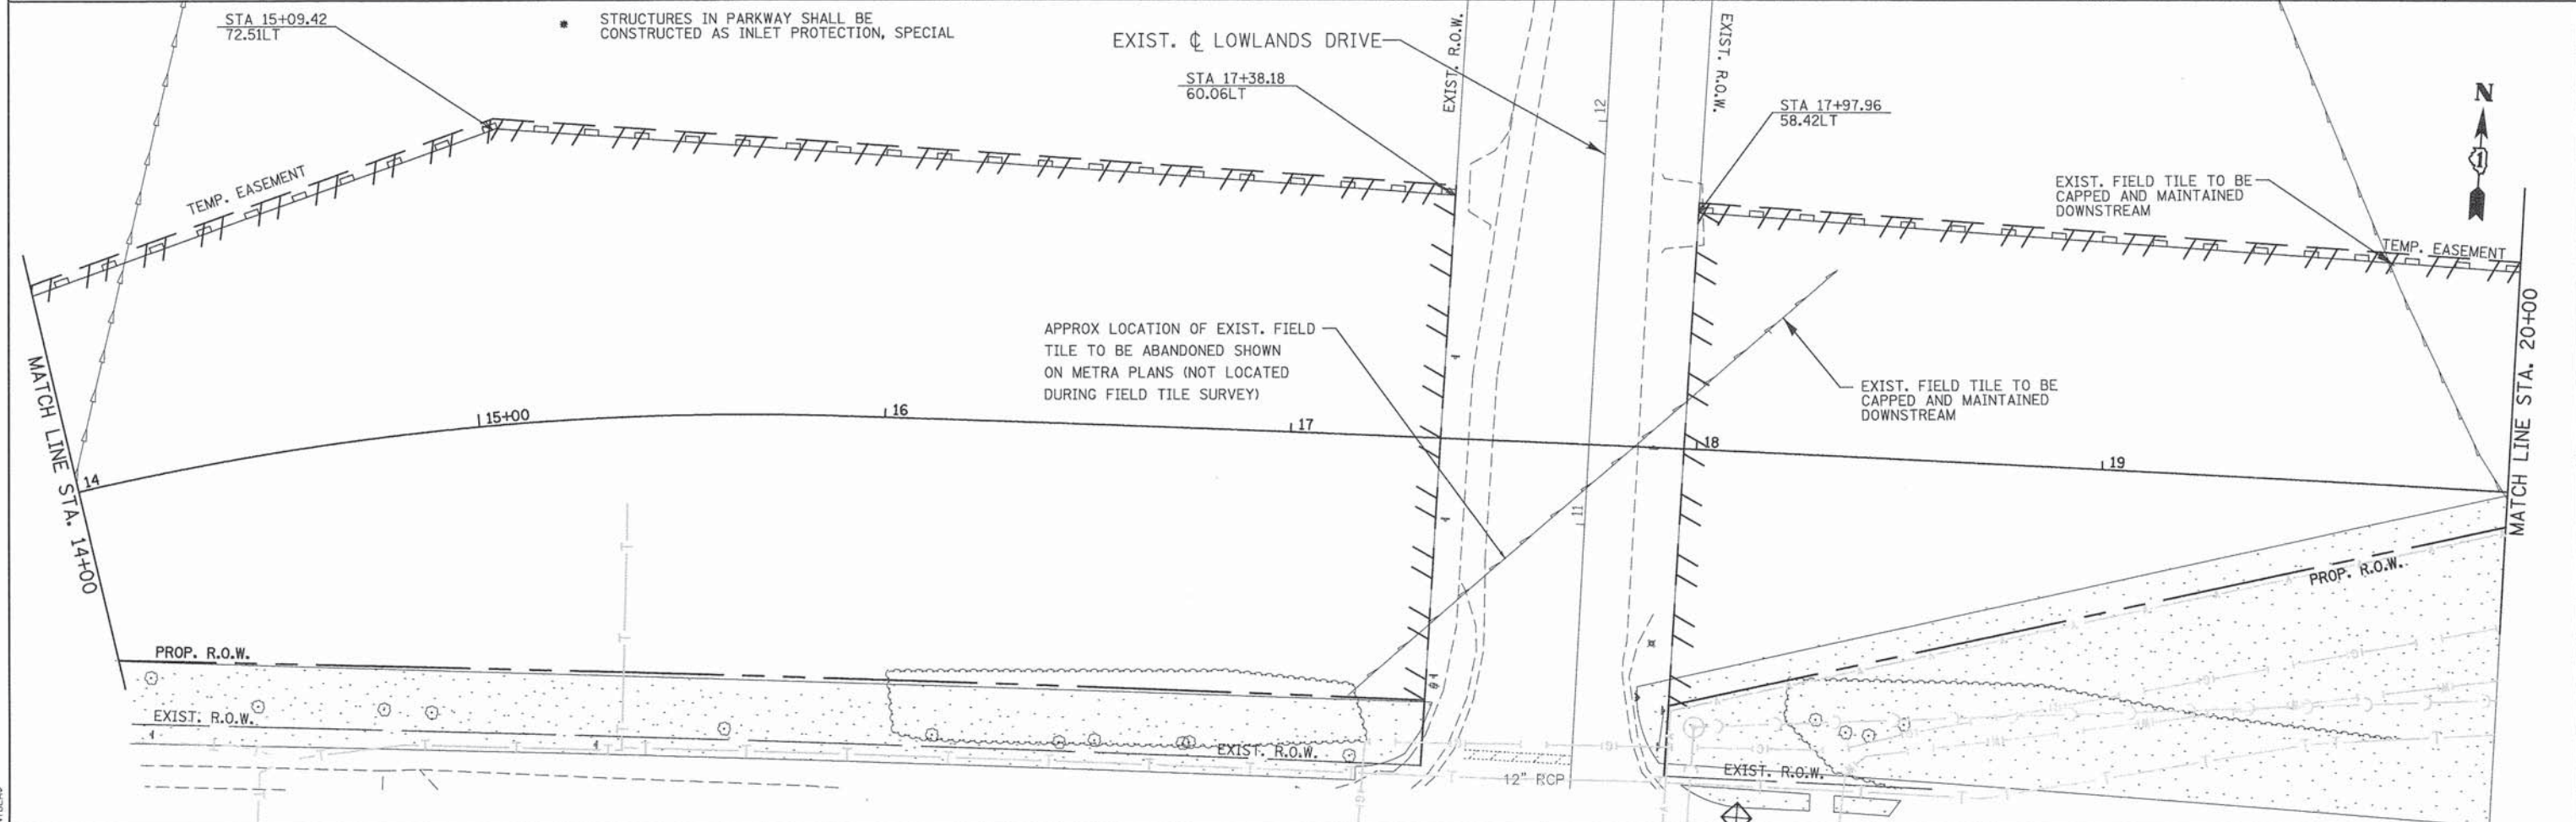 STA 15+09.42
72.51LT
* STRUCTURES IN PARKWAY SHALL BE
CONSTRUCTED AS INLET PROTECTION, SPECIAL
EXIST. ℄ LOWLANDS DRIVE
STA 17+38.18
60.06LT
EXIST. R.O.W.
EXIST. R.O.W.
12
STA 17+97.96
58.42LT
N
1
EXIST. FIELD TILE TO BE
CAPPED AND MAINTAINED
DOWNSTREAM
TEMP. EASEMENT
TEMP. EASEMENT
MATCH LINE STA. 14+00
MATCH LINE STA. 20+00
APPROX LOCATION OF EXIST. FIELD
TILE TO BE ABANDONED SHOWN
ON METRA PLANS (NOT LOCATED
DURING FIELD TILE SURVEY)
EXIST. FIELD TILE TO BE
CAPPED AND MAINTAINED
DOWNSTREAM
14
15+00
16
17
18
19
11
PROP. R.O.W.
PROP. R.O.W.
EXIST. R.O.W.
EXIST. R.O.W.
EXIST. R.O.W.
12" RCP